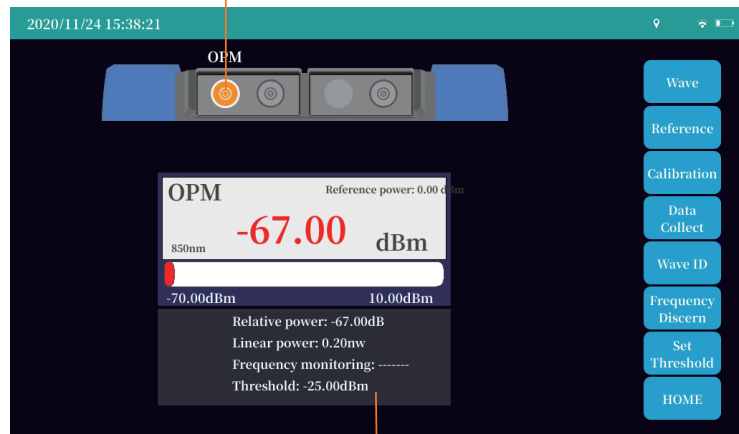 2020/11/24 15:38:21
OPM
OPM
Reference power: 0.00 dBm
-67.00
dBm
850nm
-70.00dBm
10.00dBm
Relative power: -67.00dB
Linear power: 0.20nw
Frequency monitoring: -------
Threshold: -25.00dBm
Wave
Reference
Calibration
Data
Collect
Wave ID
Frequency
Discern
Set
Threshold
HOME